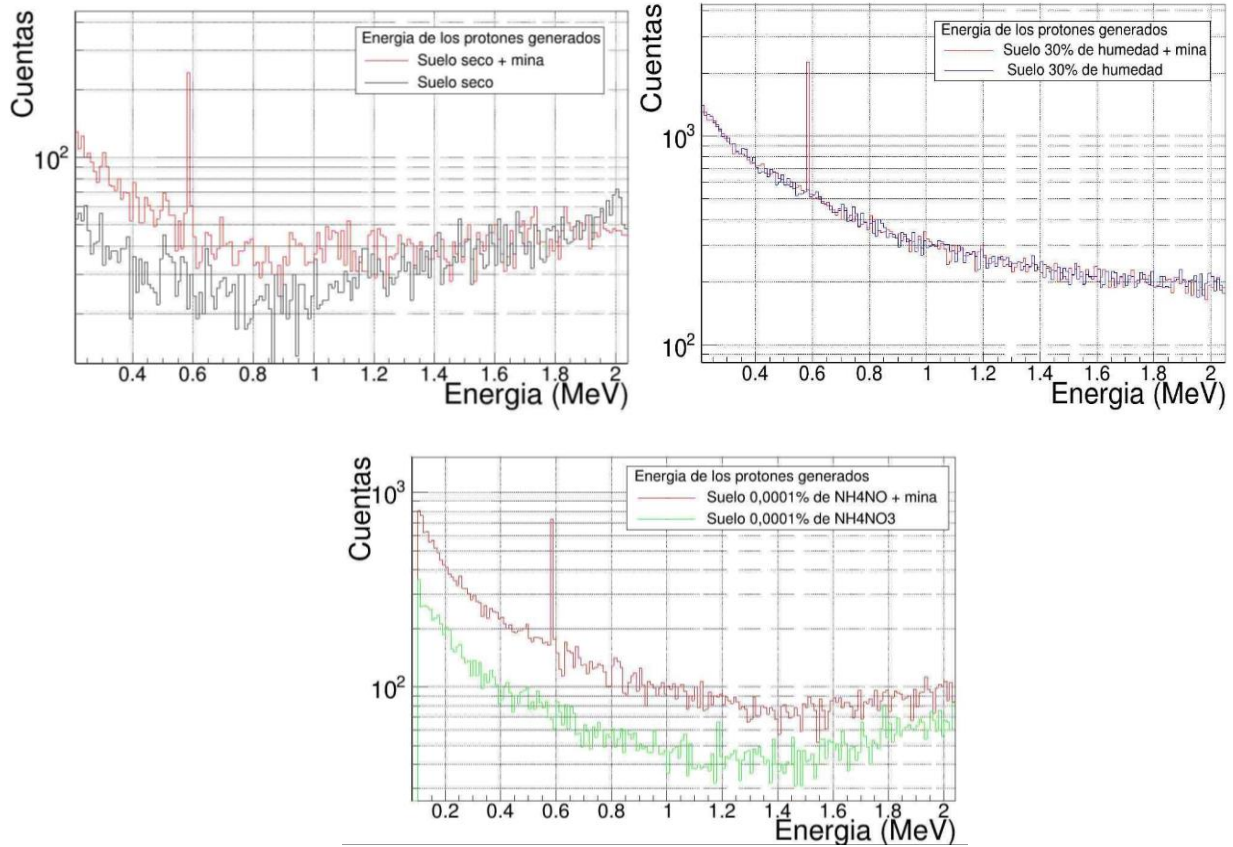 Cuentas
Energia de los protones generados
Suelo seco + mina
Suelo seco
10²
0.4 0.6 0.8 1 1.2 1.4 1.6 1.8 2
Energia (MeV)
Cuentas
Energia de los protones generados
Suelo 30% de humedad + mina
Suelo 30% de humedad
10³
10²
0.4 0.6 0.8 1 1.2 1.4 1.6 1.8 2
Energia (MeV)
Cuentas
Energia de los protones generados
Suelo 0,0001% de NH4NO + mina
Suelo 0,0001% de NH4NO3
10³
10²
0.2 0.4 0.6 0.8 1 1.2 1.4 1.6 1.8 2
Energia (MeV)